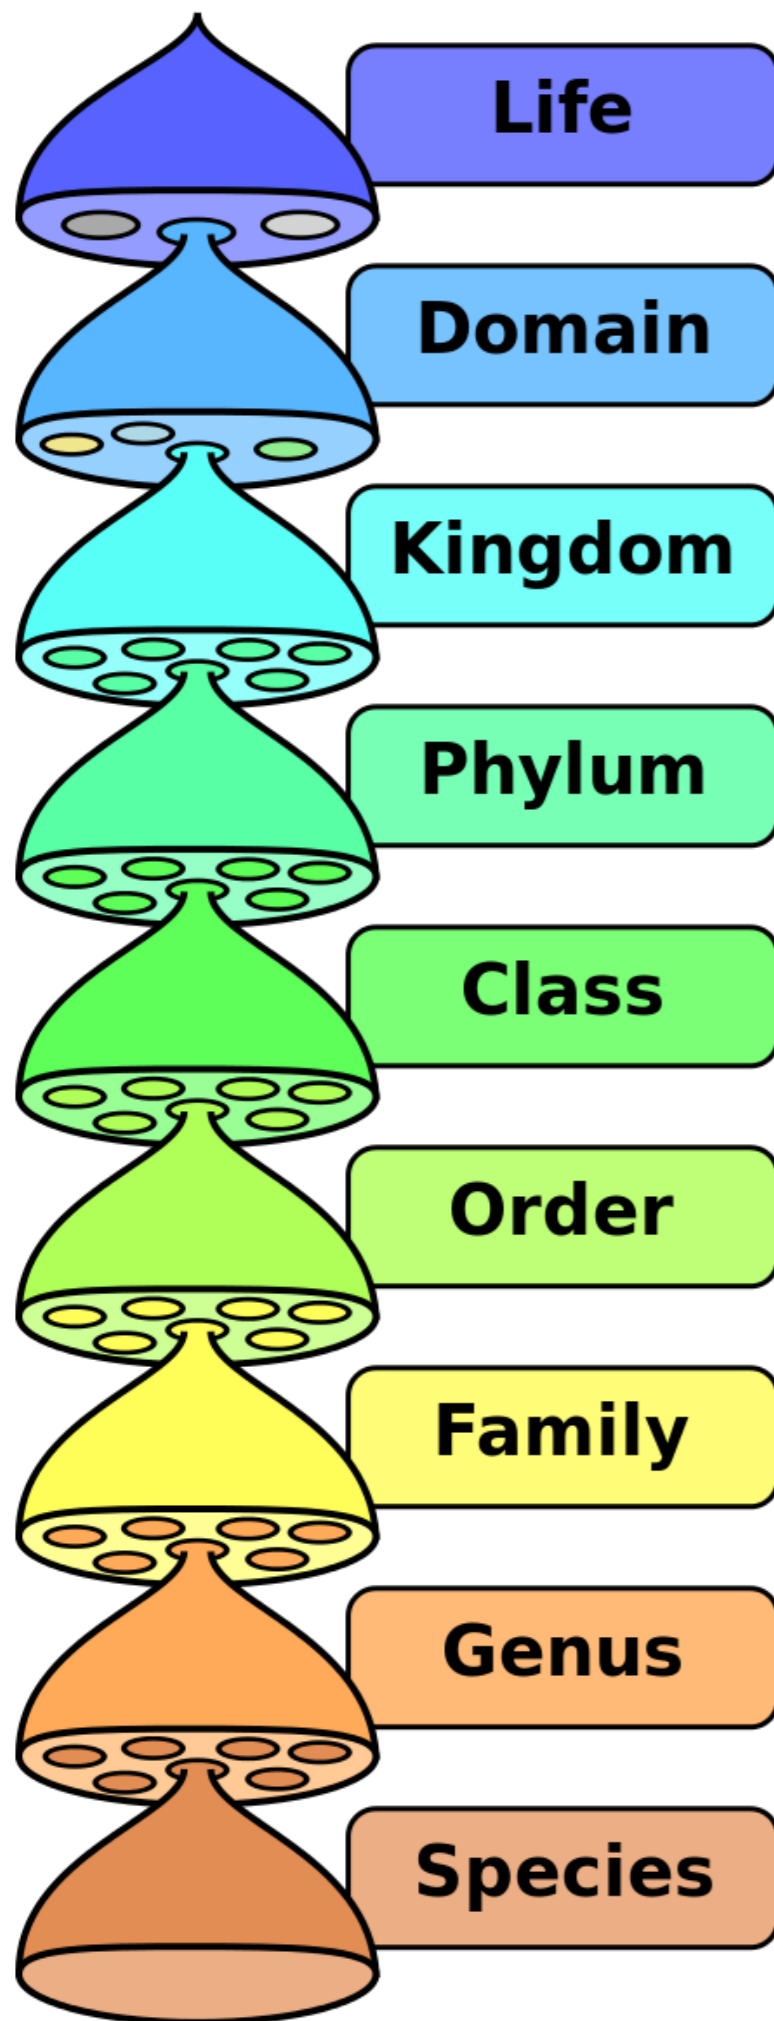 Life
Domain
Kingdom
Phylum
Class
Order
Family
Genus
Species